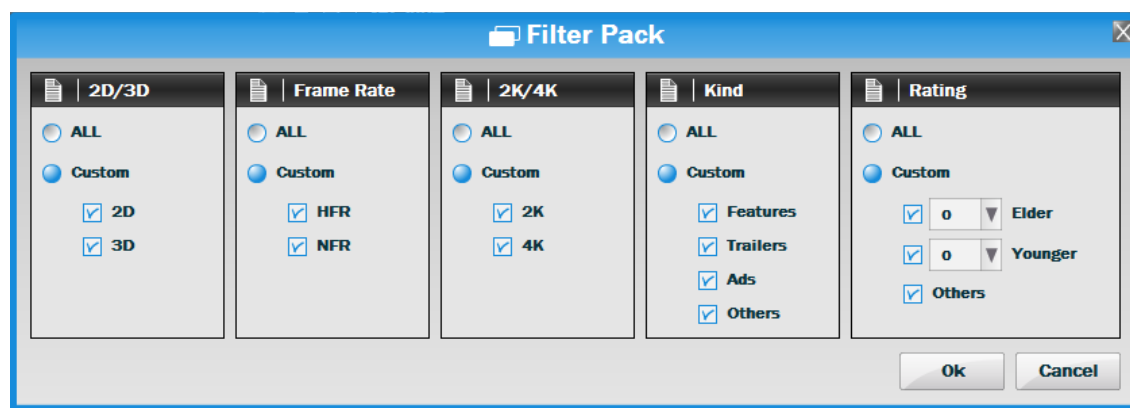 Filter Pack
2D/3D
ALL
Custom
2D
3D
Frame Rate
ALL
Custom
HFR
NFR
2K/4K
ALL
Custom
2K
4K
Kind
ALL
Custom
Features
Trailers
Ads
Others
Rating
ALL
Custom
0 Elder
0 Younger
Others
Ok
Cancel